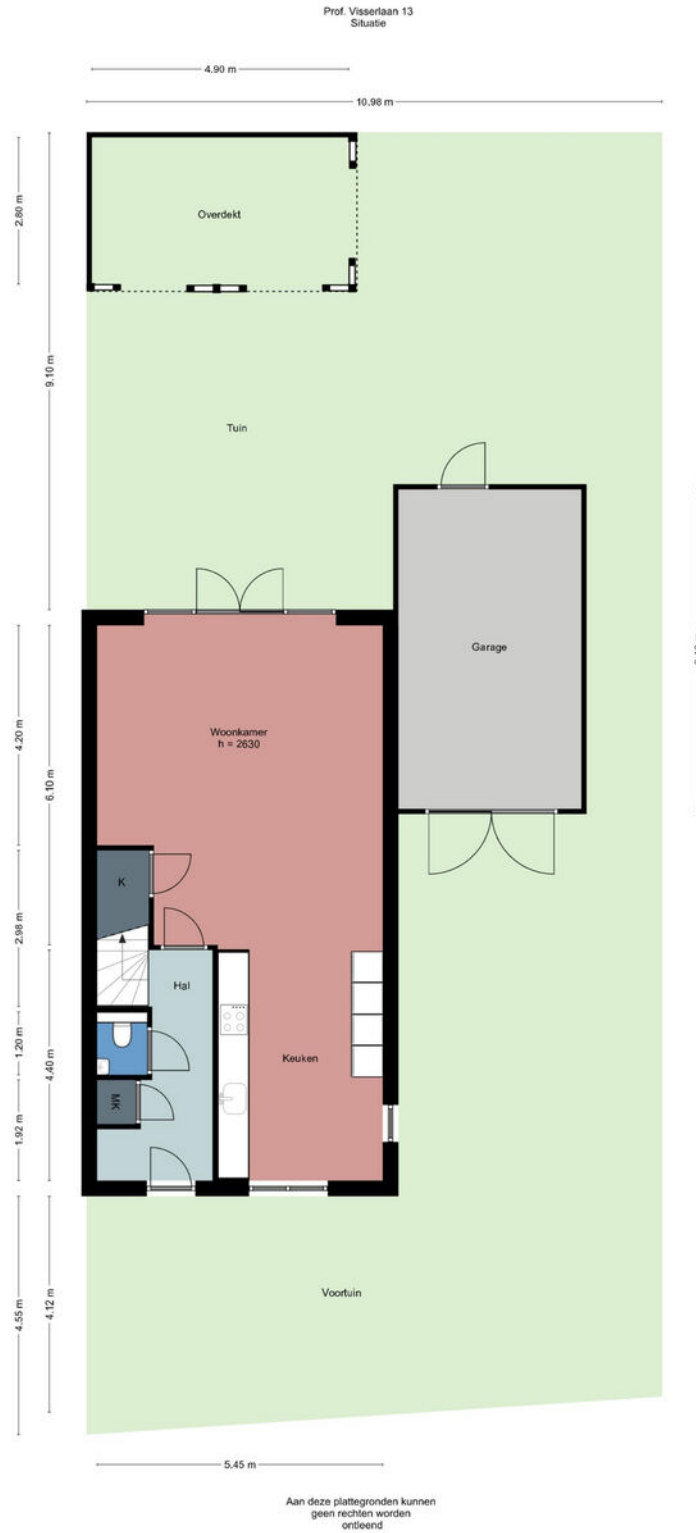 Prof. Visserlaan 13
Situatie
4.90 m
10.98 m
2.80 m
Overdekt
9.10 m
Tuin
Garage
Woonkamer
h = 2630
4.20 m
6.10 m
K
2.98 m
Hal
1.20 m
Keuken
4.40 m
MK
1.92 m
Voortuin
4.12 m
4.55 m
5.45 m
Aan deze plattegronden kunnen
geen rechten worden
ontleend